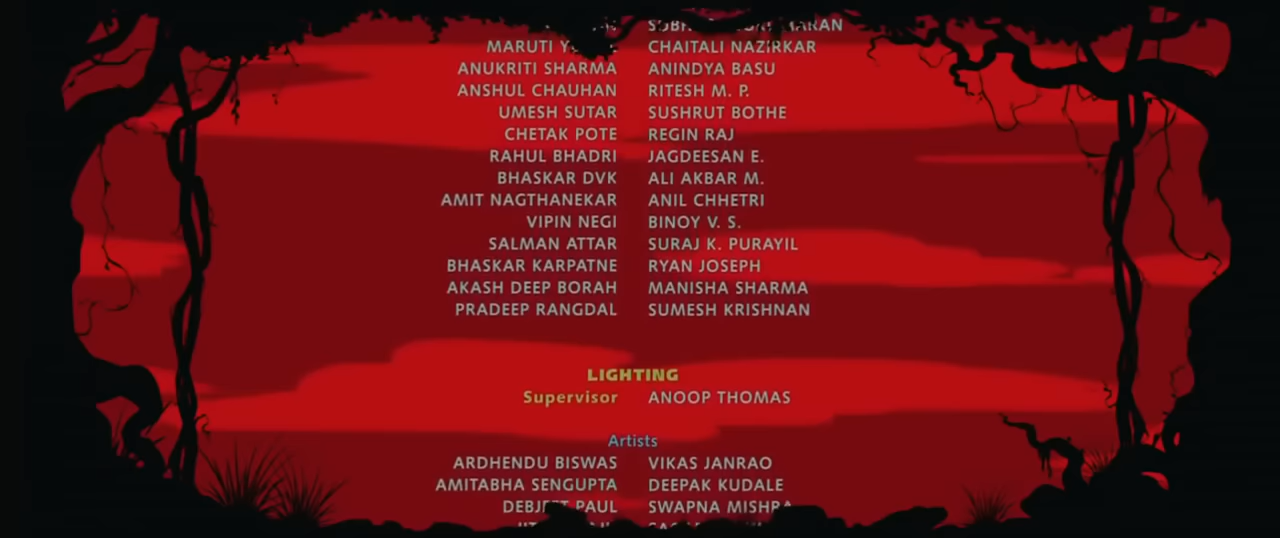 MARUTI CHAITALI NAZIRKAR
ANUKRITI SHARMA ANINDYA BASU
ANSHUL CHAUHAN RITESH M. P.
UMESH SUTAR SUSHRUT BOTHE
CHETAK POTE REGIN RAJ
RAHUL BHADRI JAGDEESAN E.
BHASKAR DVK ALI AKBAR M.
AMIT NAGTHANEKAR ANIL CHHETRI
VIPIN NEGI BINOY V. S.
SALMAN ATTAR SURAJ K. PURAYIL
BHASKAR KARPATNE RYAN JOSEPH
AKASH DEEP BORAH MANISHA SHARMA
PRADEEP RANGDAL SUMESH KRISHNAN
LIGHTING
Supervisor ANOOP THOMAS
Artists
ARDHENDU BISWAS VIKAS JANRAO
AMITABHA SENGUPTA DEEPAK KUDALE
DEBJEET PAUL SWAPNA MISHRA